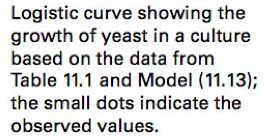 Logistic curve showing the
growth of yeast in a culture
based on the data from
Table 11.1 and Model (11.13);
the small dots indicate the
observed values.